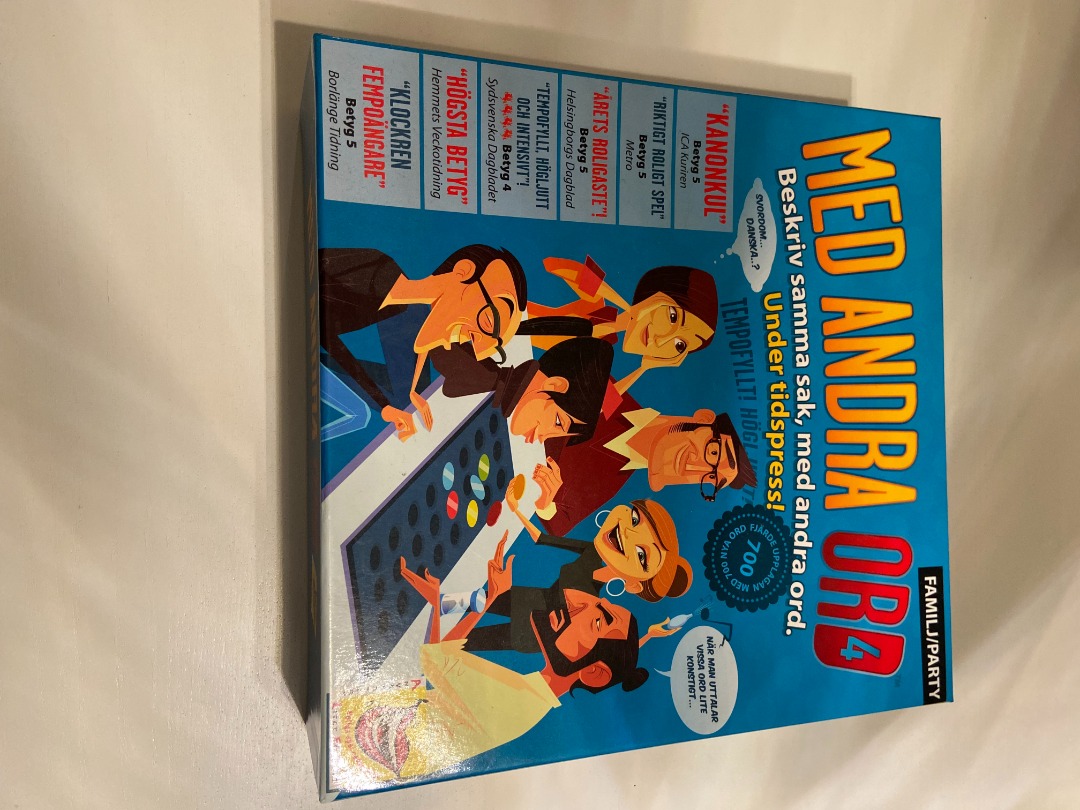 FAMILJ/PARTY
MED ANDRA ORD
4
Beskriv samma sak, med andra ord.
Under tidspress!
"KANONKUL"
Betyg 5
ICA Kuriren
"RIKTIGT ROLIGT SPEL"
Betyg 5
Metro
"ÅRETS ROLIGASTE"!
Betyg 5
Helsingborgs Dagblad
"TEMPOFYLLT, HÖGLJUTT
OCH INTENSIVT"!
Betyg 4
Sydsvenska Dagbladet
"HÖGSTA BETYG"
Hemmets Veckotidning
"KLOCKREN
FEMPOÄNGARE"
Betyg 5
Borlänge Tidning
SVORDOM...
DANSKA..?
TEMPOFYLLT!
FJÄRDE UPPLAGAN MED 700 NYA ORD
700
NÄR MAN UTTALAR
VISSA ORD LITE
KONSTIGT...